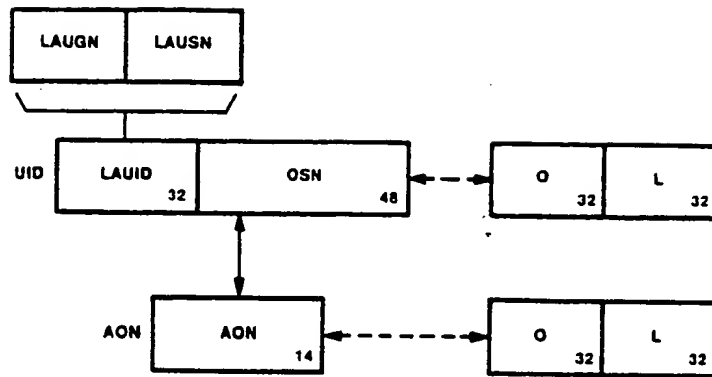 LAUGN LAUSN
UID LAUID 32 OSN 48 O 32 L 32
AON AON 14 O 32 L 32